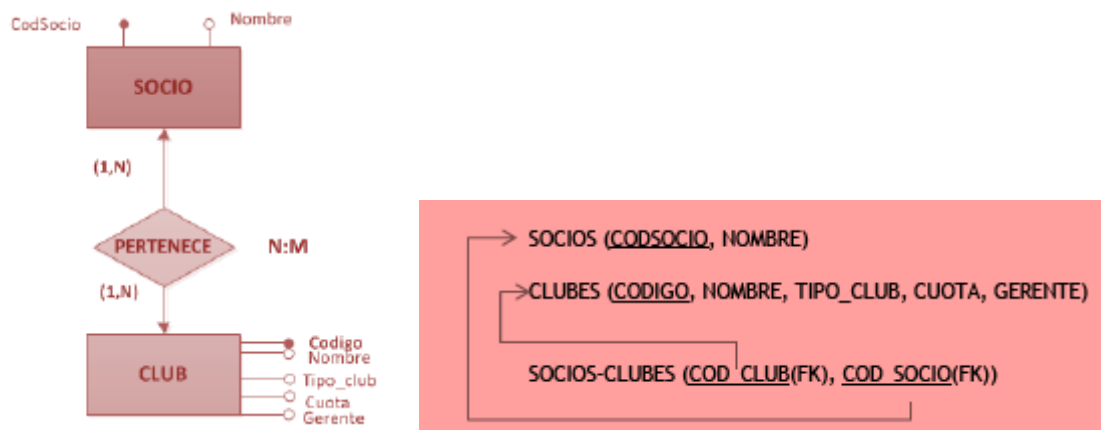 CodSocio
Nombre
SOCIO
(1,N)
PERTENECE
N:M
(1,N)
CLUB
Codigo
Nombre
Tipo_club
Cuota
Gerente
SOCIOS (CODSOCIO, NOMBRE)
CLUBES (CODIGO, NOMBRE, TIPO_CLUB, CUOTA, GERENTE)
SOCIOS-CLUBES (COD_CLUB(FK), COD_SOCIO(FK))